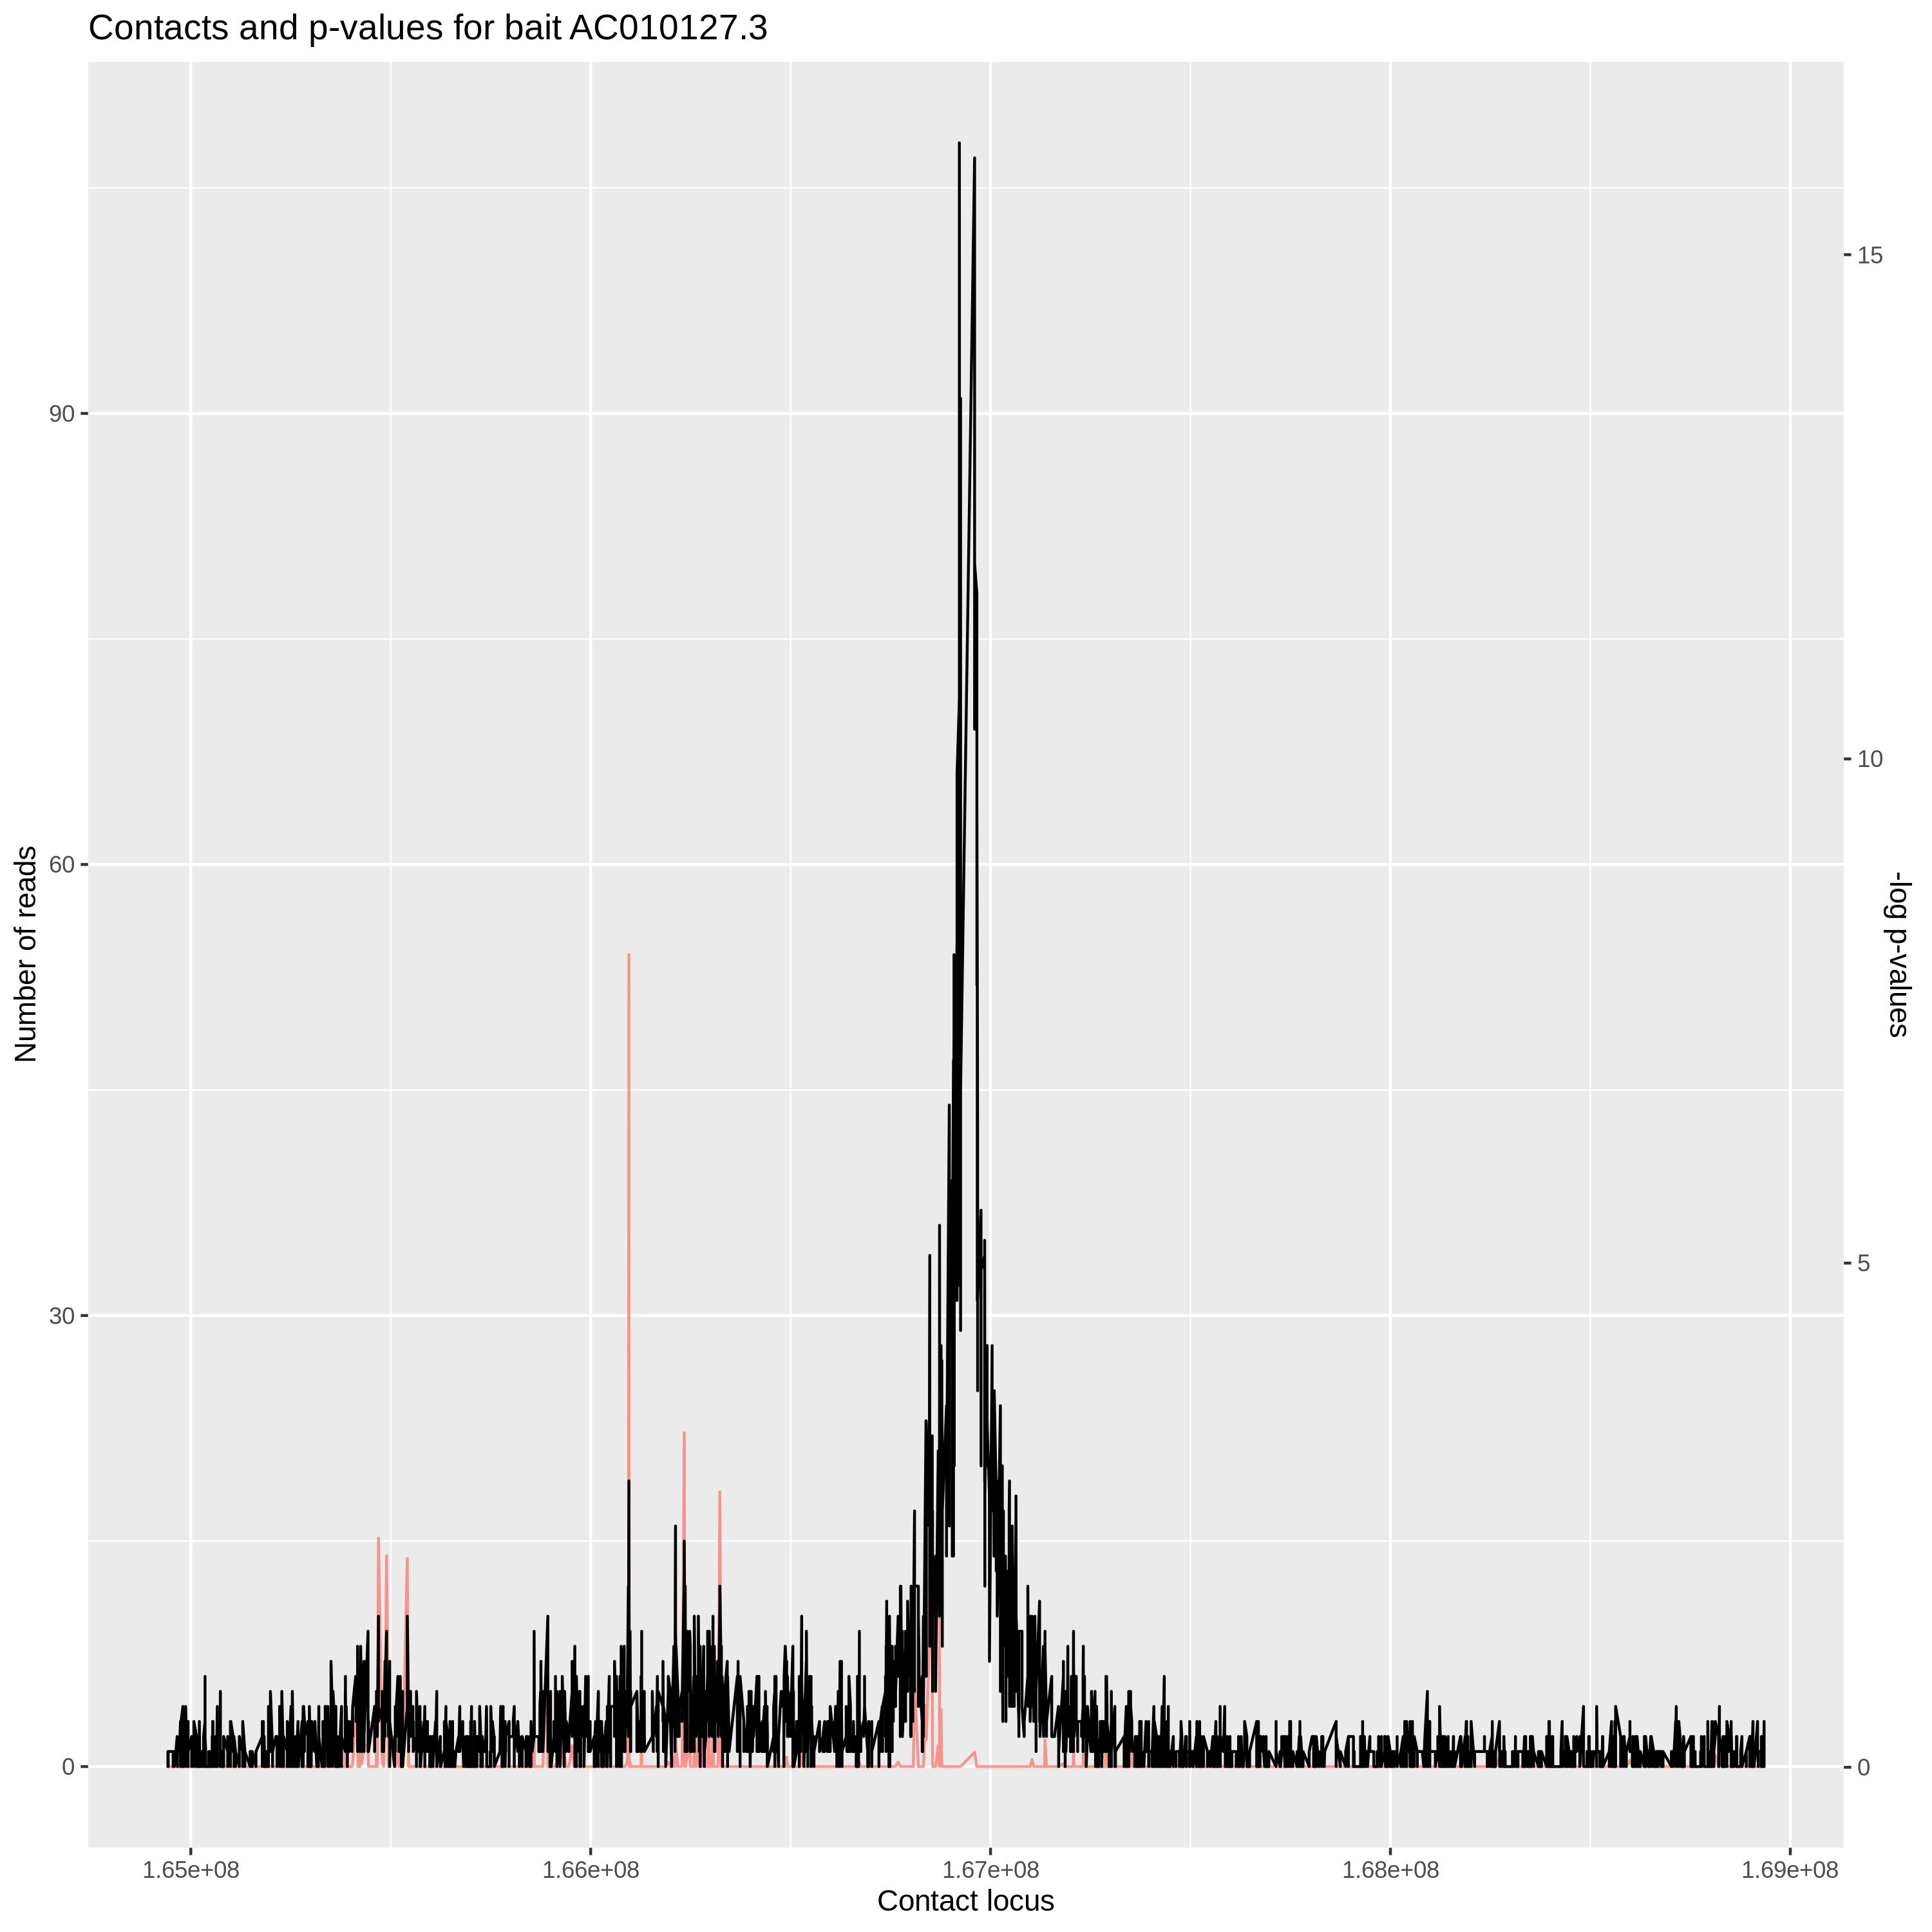 Contacts and p-values for bait AC010127.3
90
60
30
0
Number of reads
15
10
5
0
-log p-values
1.65e+08 1.66e+08 1.67e+08 1.68e+08 1.69e+08
Contact locus